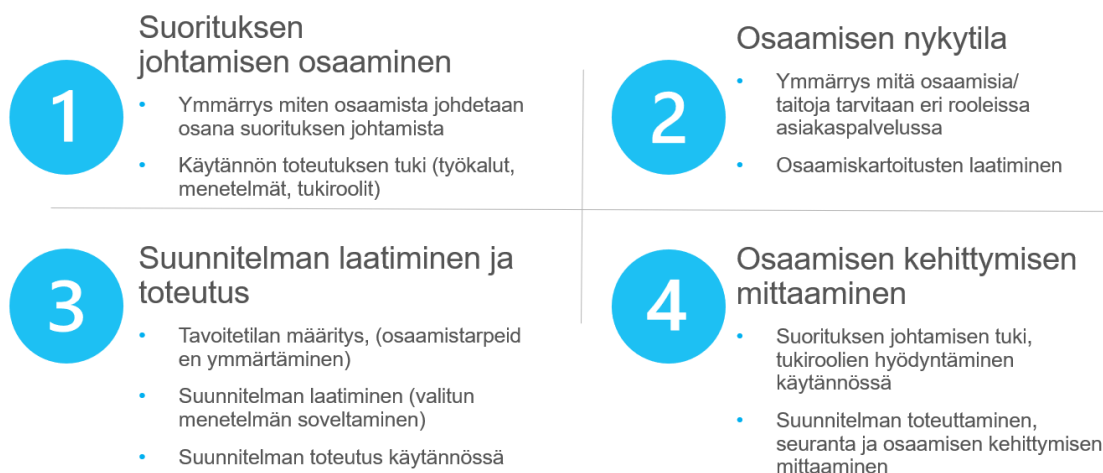 1
Suorituksen
johtamisen osaaminen
• Ymmärrys miten osaamista johdetaan
osana suorituksen johtamista
• Käytännön toteutuksen tuki (työkalut,
menetelmät, tukiroolit)
2
Osaamisen nykytila
• Ymmärrys mitä osaamisia/
taitoja tarvitaan eri rooleissa
asiakaspalvelussa
• Osaamiskartoitusten laatiminen
3
Suunnitelman laatiminen ja
toteutus
• Tavoitetilan määritys, (osaamistarpeid
en ymmärtäminen)
• Suunnitelman laatiminen (valitun
menetelmän soveltaminen)
• Suunnitelman toteutus käytännössä
4
Osaamisen kehittymisen
mittaaminen
• Suorituksen johtamisen tuki,
tukiroolien hyödyntäminen
käytännössä
• Suunnitelman toteuttaminen,
seuranta ja osaamisen kehittymisen
mittaaminen